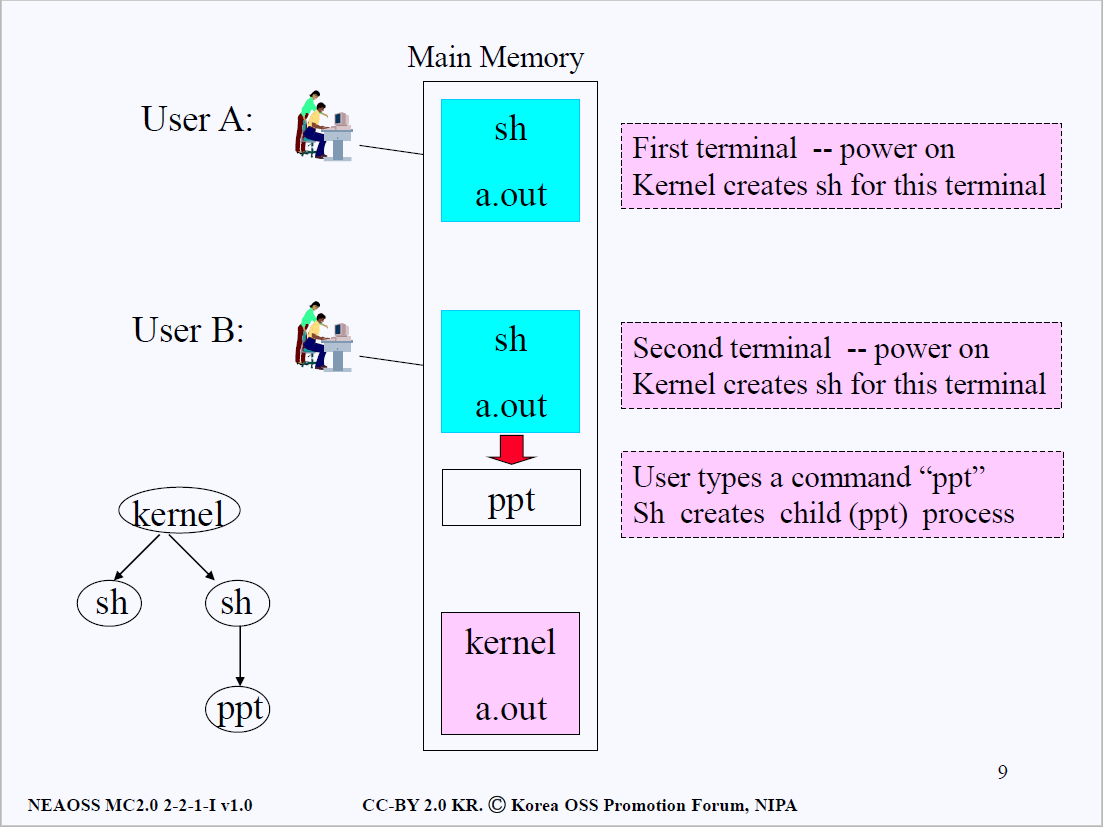 Main Memory
User A:
sh
a.out
First terminal -- power on
Kernel creates sh for this terminal
User B:
sh
a.out
Second terminal -- power on
Kernel creates sh for this terminal
ppt
User types a command “ppt”
Sh creates child (ppt) process
kernel
sh
sh
ppt
kernel
a.out
9
NEAOSS MC2.0 2-2-1-I v1.0
CC-BY 2.0 KR. Ⓒ Korea OSS Promotion Forum, NIPA